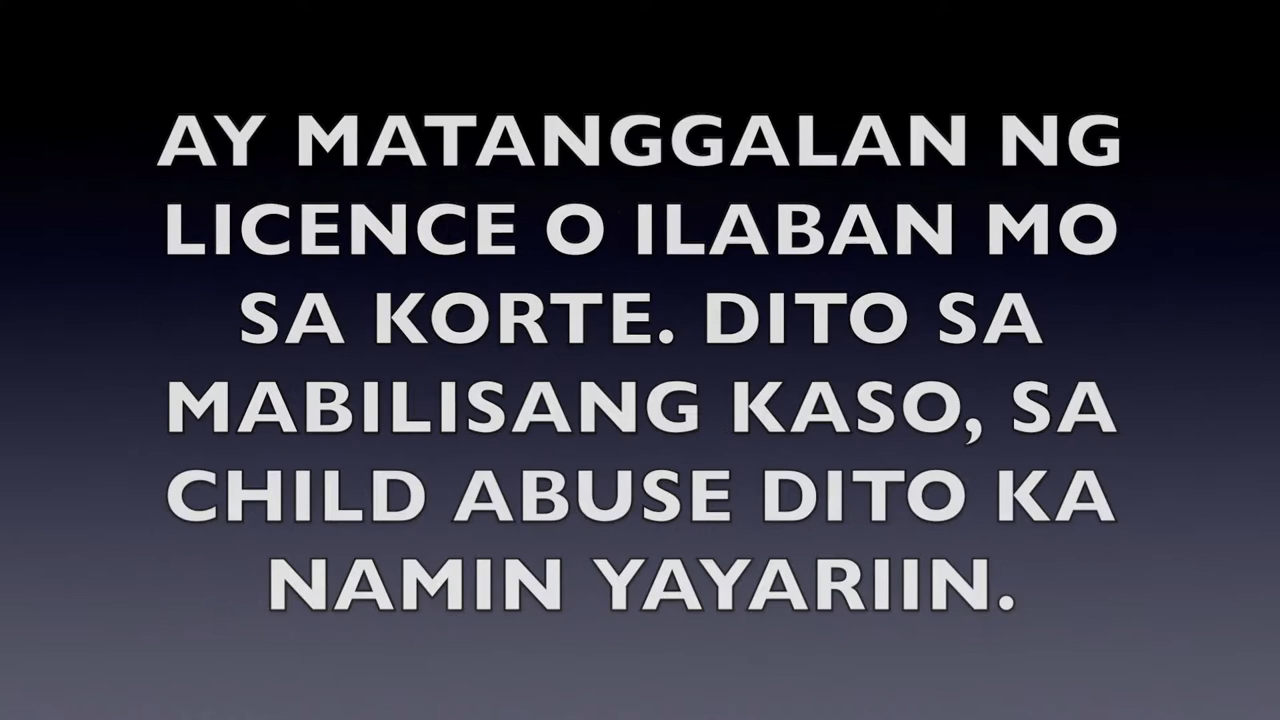 AY MATANGGALAN NG
LICENCE O ILABAN MO
SA KORTE. DITO SA
MABILISANG KASO, SA
CHILD ABUSE DITO KA
NAMIN YAYARIIN.